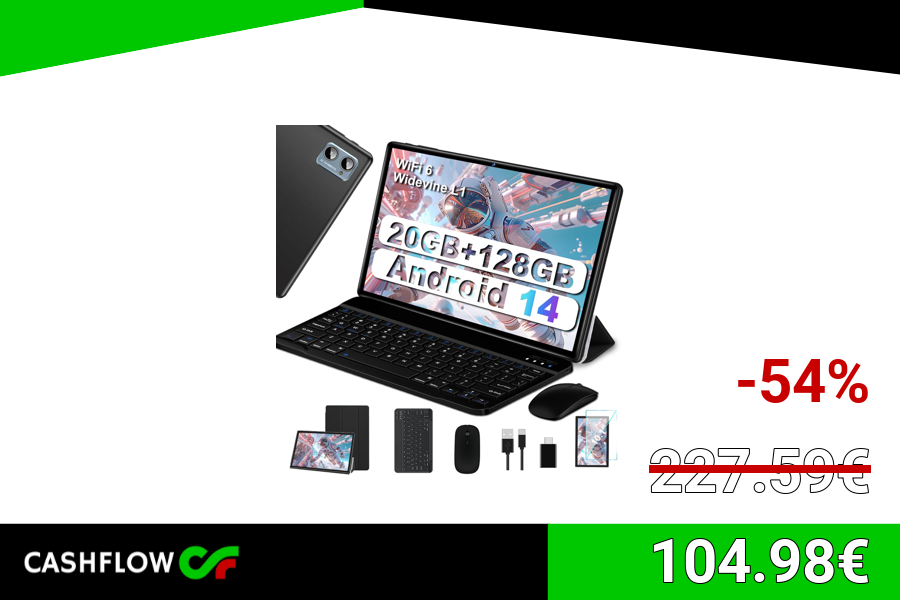 WiFi 6
Widevine L1
20GB+128GB
Android 14
-54%
227.59€
CASHFLOW
104.98€